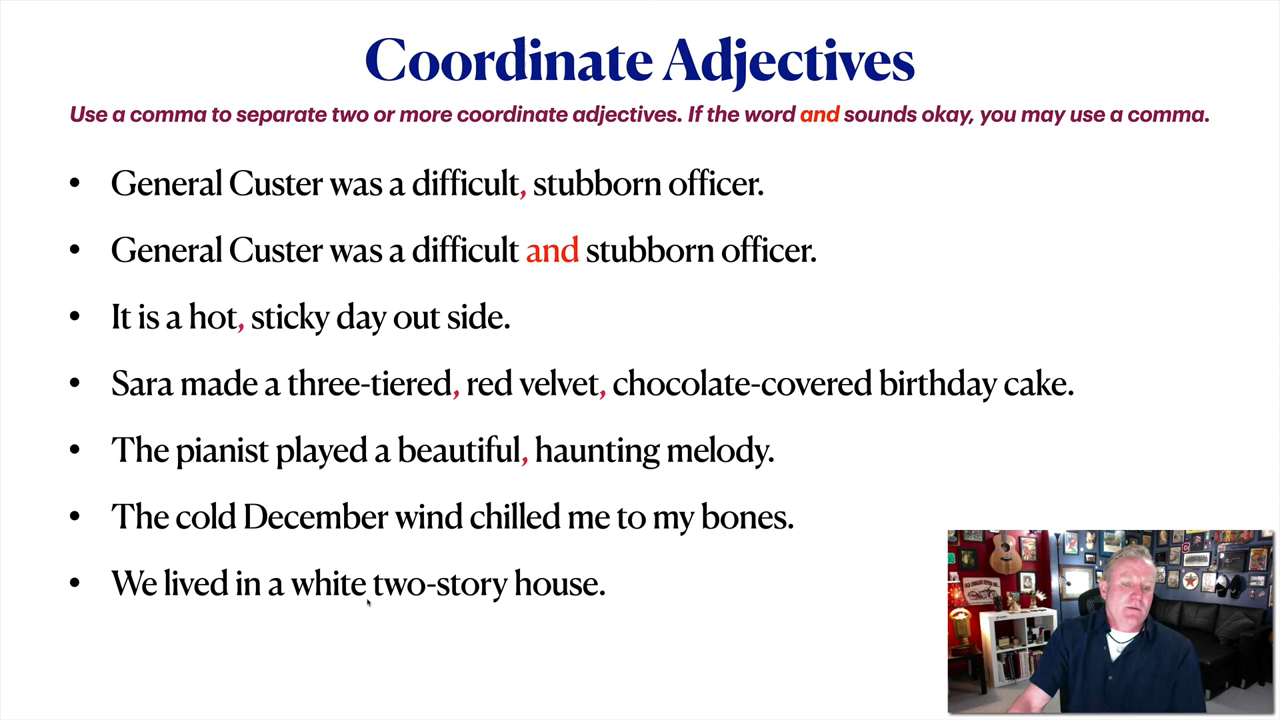 Coordinate Adjectives
Use a comma to separate two or more coordinate adjectives. If the word and sounds okay, you may use a comma.
• General Custer was a difficult, stubborn officer.
• General Custer was a difficult and stubborn officer.
• It is a hot, sticky day out side.
• Sara made a three-tiered, red velvet, chocolate-covered birthday cake.
• The pianist played a beautiful, haunting melody.
• The cold December wind chilled me to my bones.
• We lived in a white two-story house.